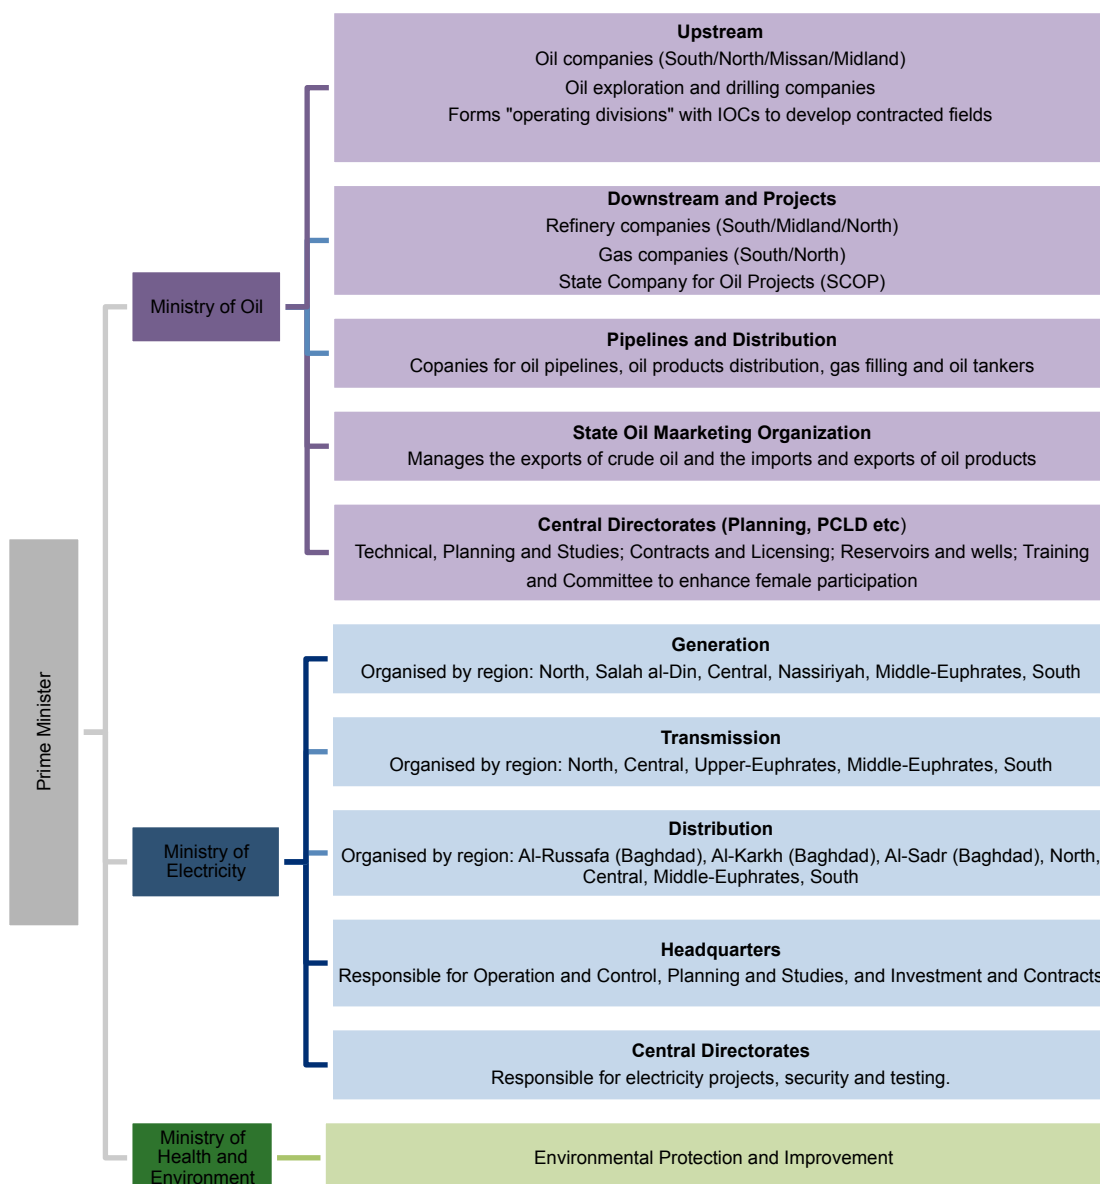 Prime Minister
Ministry of Oil
Upstream
Oil companies (South/North/Missan/Midland)
Oil exploration and drilling companies
Forms "operating divisions" with IOCs to develop contracted fields
Downstream and Projects
Refinery companies (South/Midland/North)
Gas companies (South/North)
State Company for Oil Projects (SCOP)
Pipelines and Distribution
Copanies for oil pipelines, oil products distribution, gas filling and oil tankers
State Oil Maarketing Organization
Manages the exports of crude oil and the imports and exports of oil products
Central Directorates (Planning, PCLD etc)
Technical, Planning and Studies; Contracts and Licensing; Reservoirs and wells; Training
and Committee to enhance female participation
Ministry of
Electricity
Generation
Organised by region: North, Salah al-Din, Central, Nassiriyah, Middle-Euphrates, South
Transmission
Organised by region: North, Central, Upper-Euphrates, Middle-Euphrates, South
Distribution
Organised by region: Al-Russafa (Baghdad), Al-Karkh (Baghdad), Al-Sadr (Baghdad), North,
Central, Middle-Euphrates, South
Headquarters
Responsible for Operation and Control, Planning and Studies, and Investment and Contracts
Central Directorates
Responsible for electricity projects, security and testing.
Ministry of
Health and
Environment
Environmental Protection and Improvement